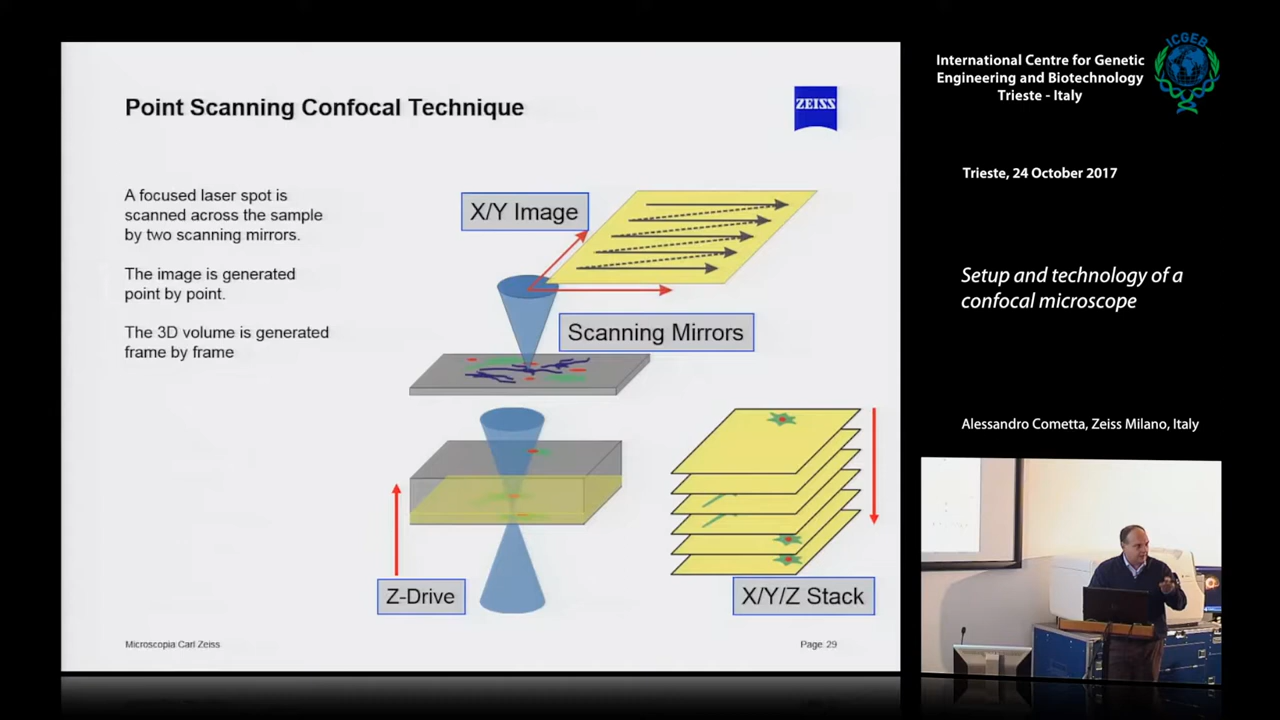 Point Scanning Confocal Technique
ZEISS
A focused laser spot is
scanned across the sample
by two scanning mirrors.
The image is generated
point by point.
The 3D volume is generated
frame by frame
X/Y Image
Scanning Mirrors
Z-Drive
X/Y/Z Stack
Microscopia Carl Zeiss
Page 29
International Centre for Genetic
Engineering and Biotechnology
Trieste - Italy
ICGEB
Trieste, 24 October 2017
Setup and technology of a
confocal microscope
Alessandro Cometta, Zeiss Milano, Italy